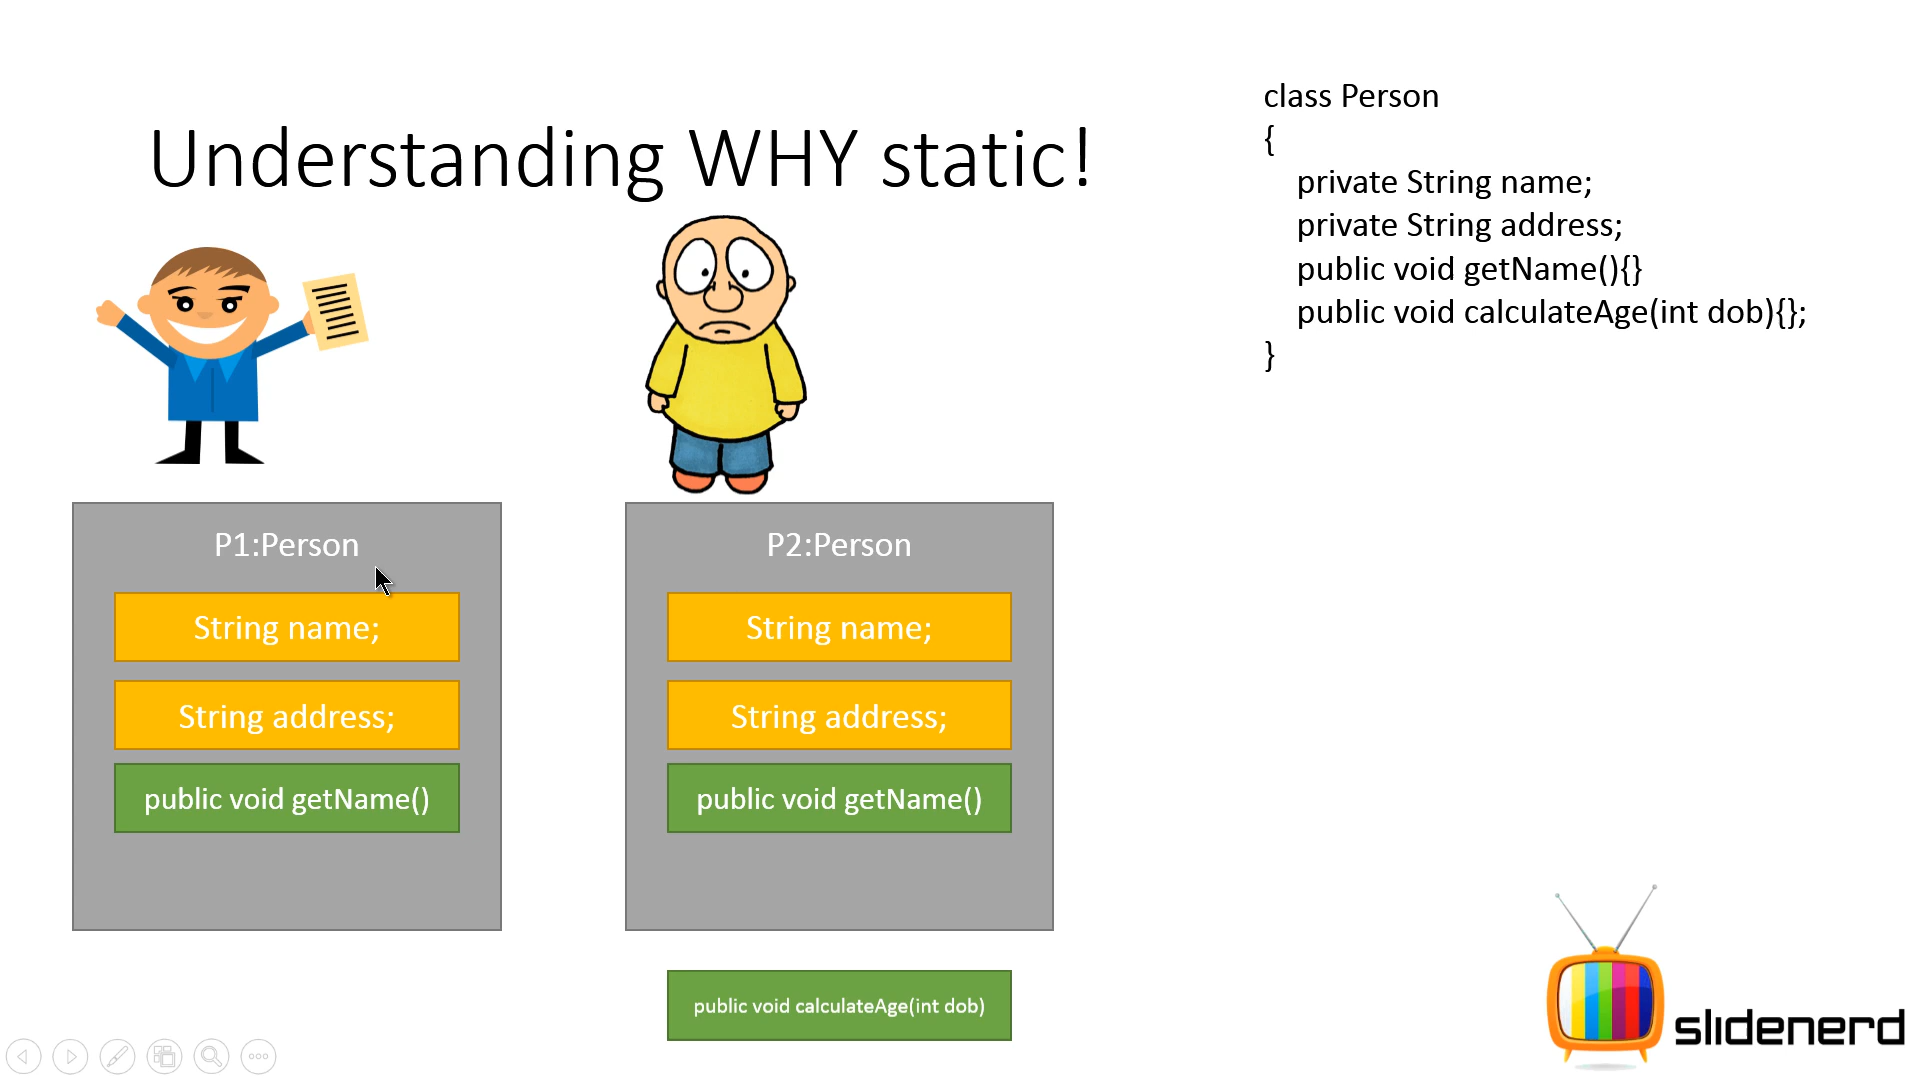 Understanding WHY static!
class Person
{
private String name;
private String address;
public void getName(){}
public void calculateAge(int dob){};
}
P1:Person
String name;
String address;
public void getName()
P2:Person
String name;
String address;
public void getName()
public void calculateAge(int dob)
slidenerd